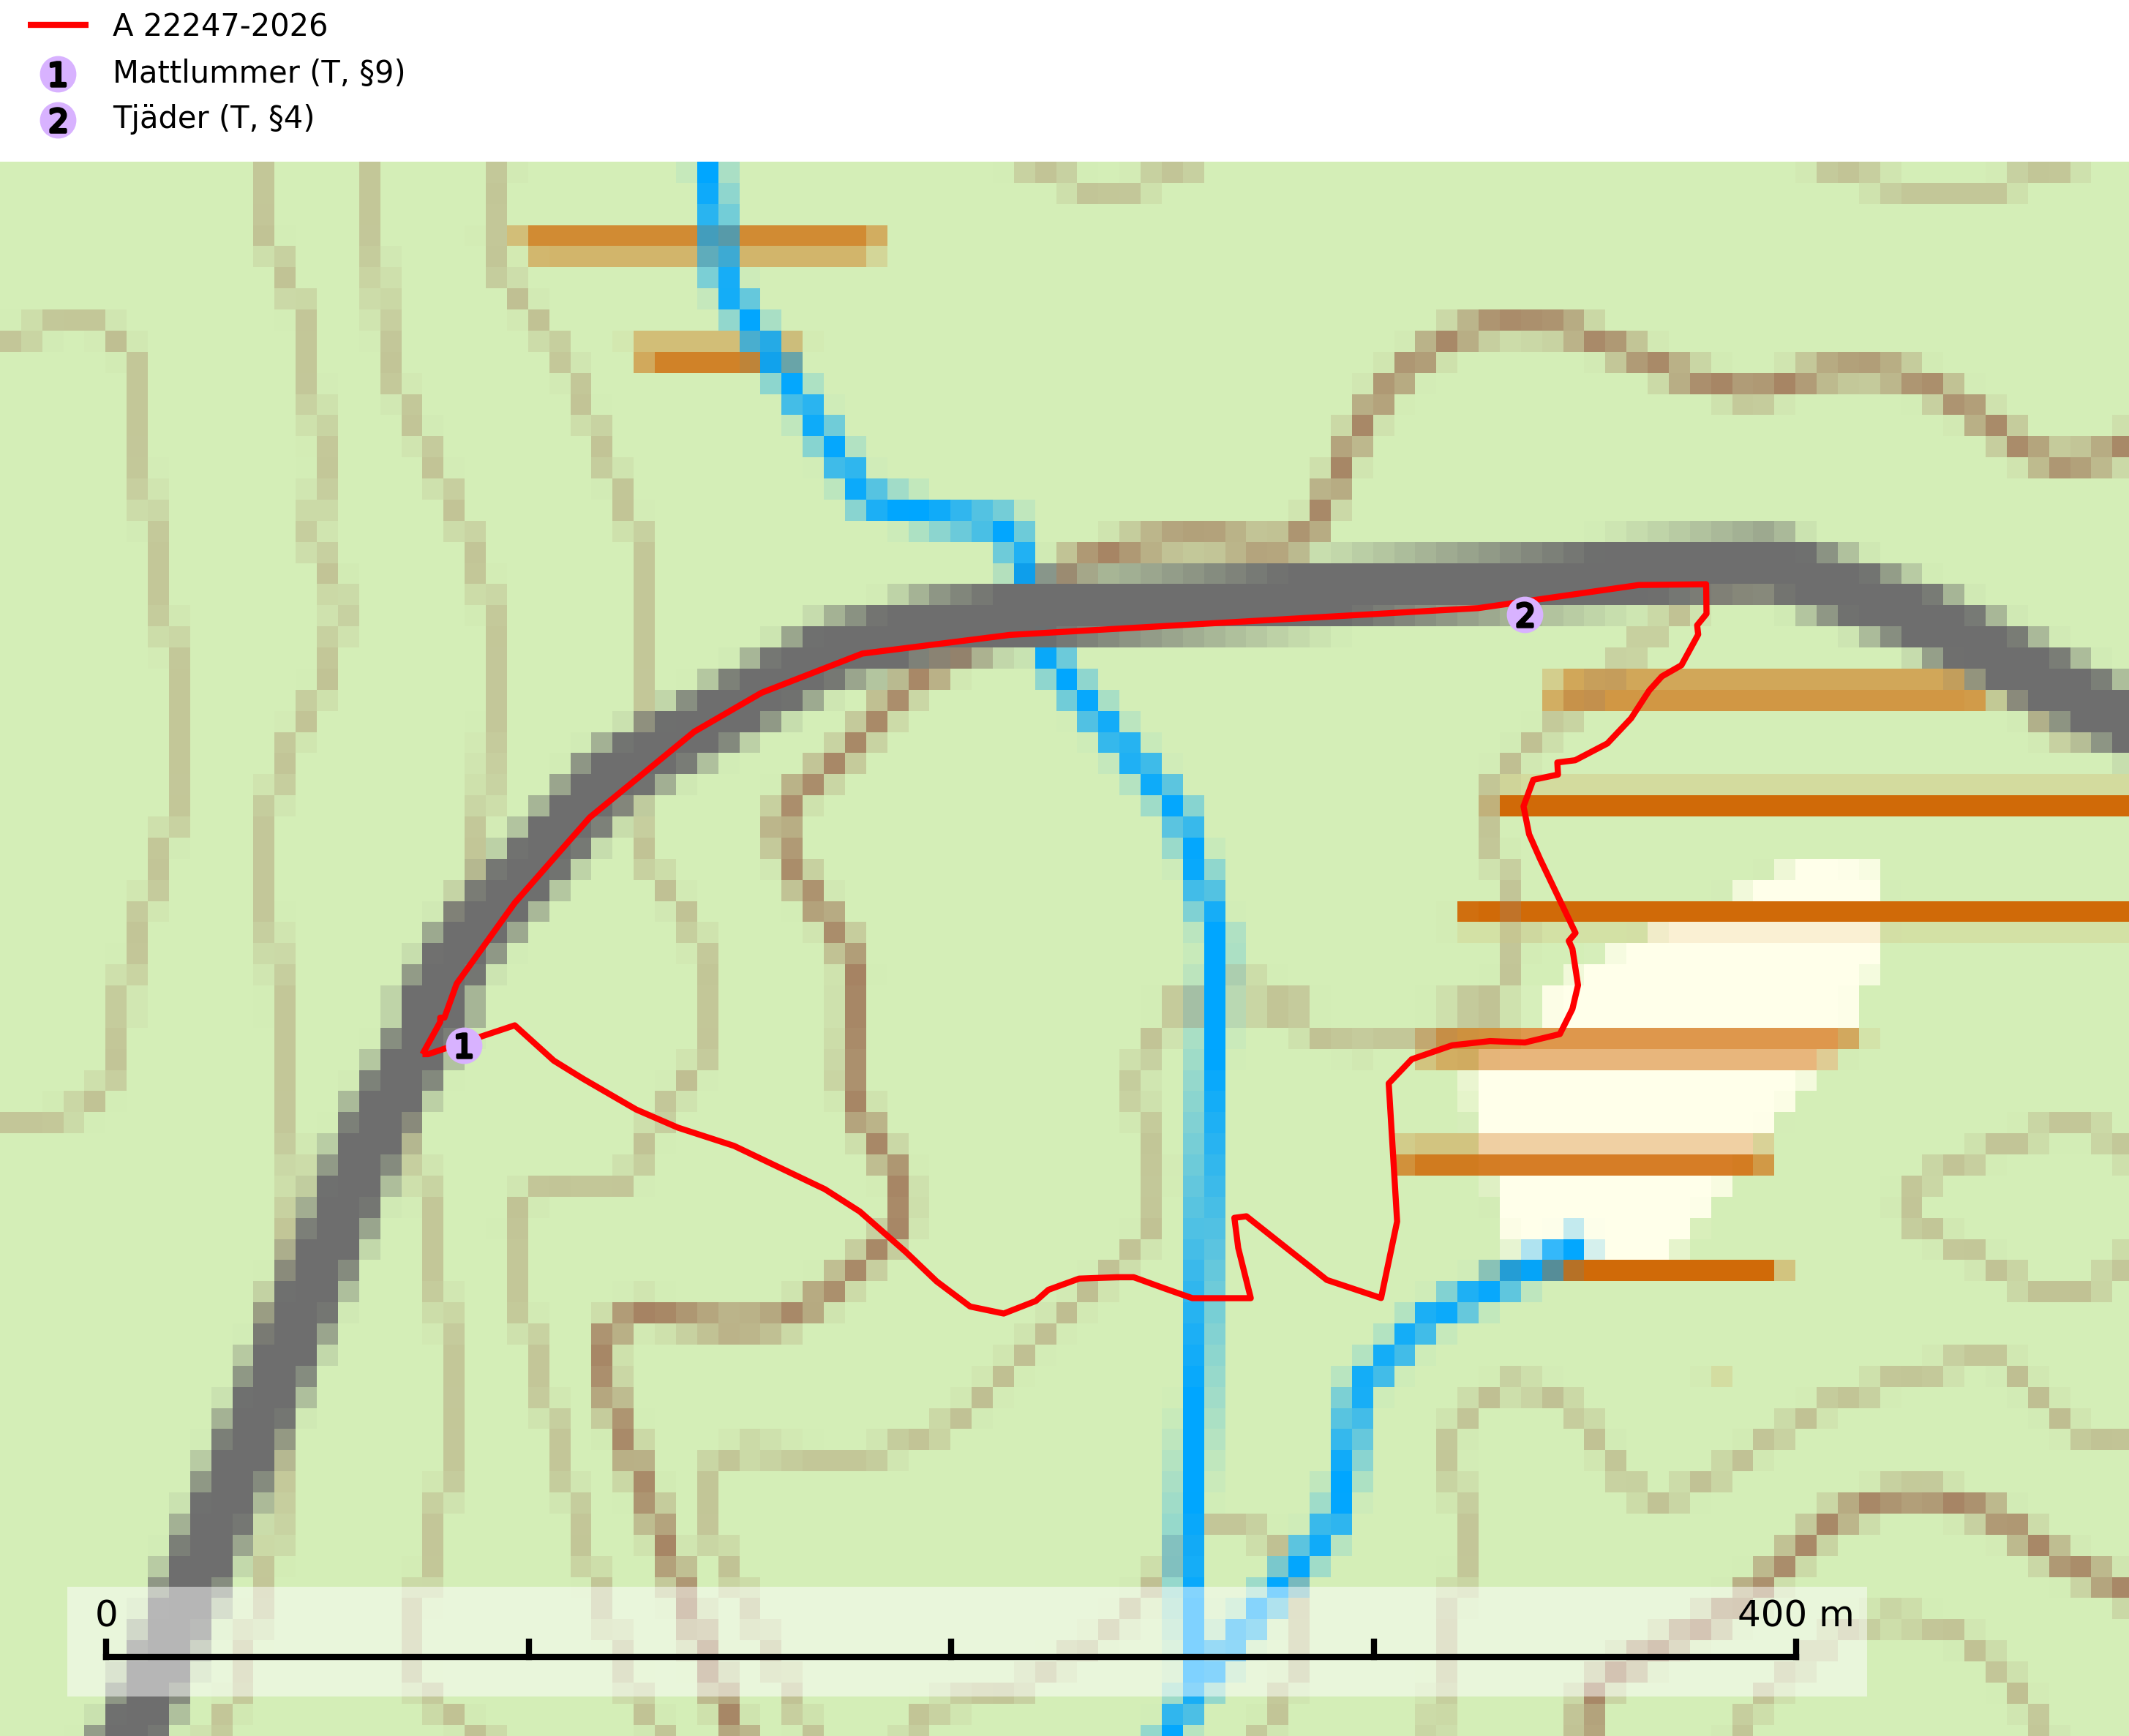 A 22247-2026
1 Mattlummer (T, §9)
2 Tjäder (T, §4)
2
1
0 400 m